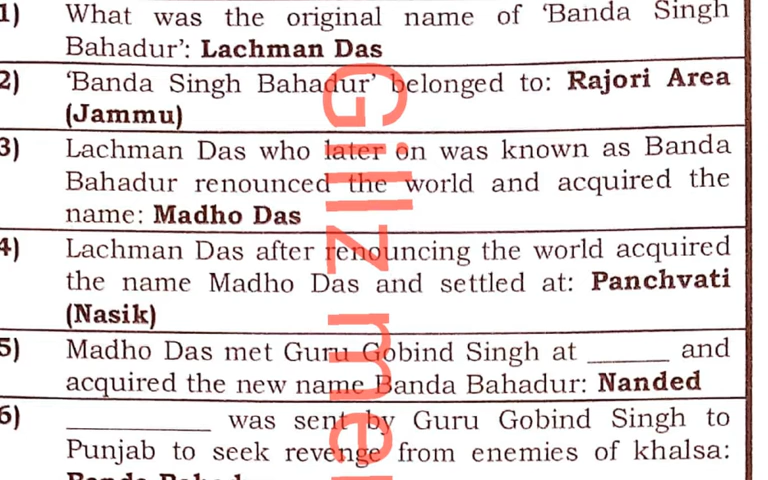 1) What was the original name of ‘Banda Singh
Bahadur’: Lachman Das
2) ‘Banda Singh Bahadur’ belonged to: Rajori Area
(Jammu)
3) Lachman Das who later on was known as Banda
Bahadur renounced the world and acquired the
name: Madho Das
4) Lachman Das after renouncing the world acquired
the name Madho Das and settled at: Panchvati
(Nasik)
5) Madho Das met Guru Gobind Singh at ______ and
acquired the new name Banda Bahadur: Nanded
6) ___________ was sent by Guru Gobind Singh to
Punjab to seek revenge from enemies of khalsa:
Gillz me